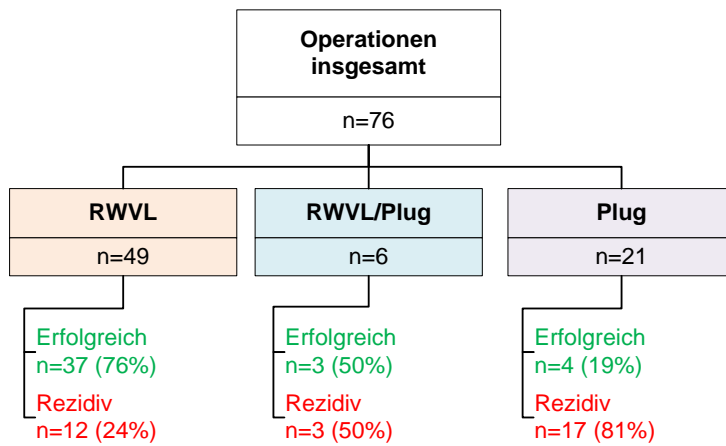 Operationen
insgesamt
n=76
RWVL
n=49
Erfolgreich
n=37 (76%)
Rezidiv
n=12 (24%)
RWVL/Plug
n=6
Erfolgreich
n=3 (50%)
Rezidiv
n=3 (50%)
Plug
n=21
Erfolgreich
n=4 (19%)
Rezidiv
n=17 (81%)